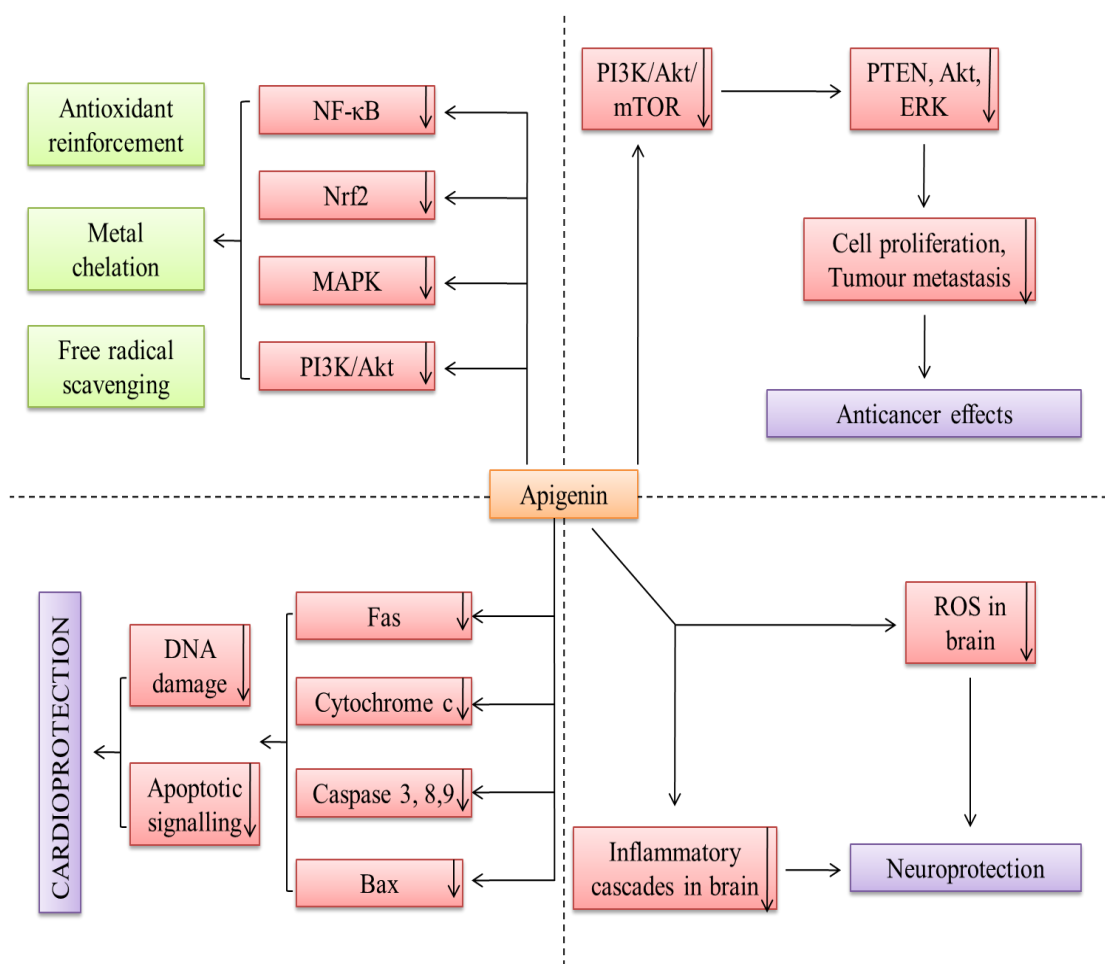 Antioxidant
reinforcement
Metal
chelation
Free radical
scavenging
NF-κB
Nrf2
MAPK
PI3K/Akt
PI3K/Akt/
mTOR
PTEN, Akt,
ERK
Cell proliferation,
Tumour metastasis
Anticancer effects
Apigenin
CARDIOPROTECTION
DNA
damage
Apoptotic
signalling
Fas
Cytochrome c
Caspase 3, 8,9
Bax
ROS in
brain
Inflammatory
cascades in brain
Neuroprotection